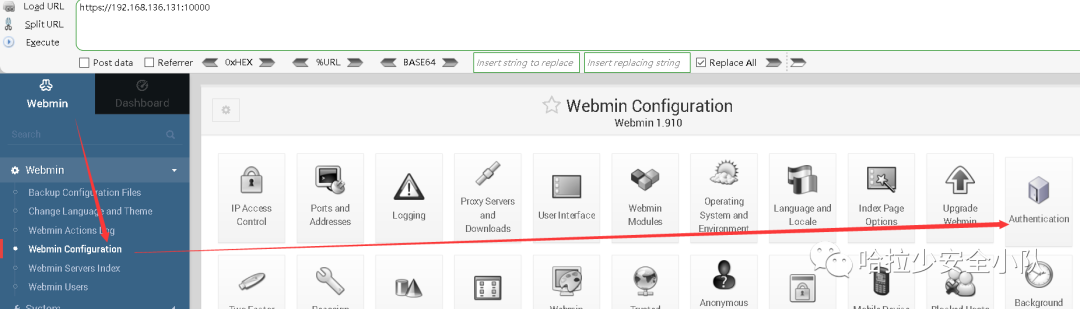 Load URL
https://192.168.136.131:10000
Split URL
Execute
Post data
Referrer
0xHEX
%URL
BASE64
Insert string to replace
Insert replacing string
Replace All
Webmin
Dashboard
Search
Webmin
Backup Configuration Files
Change Language and Theme
Webmin Actions Log
Webmin Configuration
Webmin Servers Index
Webmin Users
System
Webmin Configuration
Webmin 1.910
IP Access
Control
Ports and
Addresses
Logging
Proxy Servers
and
Downloads
User Interface
Webmin
Modules
Operating
System and
Environment
Language and
Locale
Index Page
Options
Upgrade
Webmin
Authentication
哈拉少安全小队
Two-Factor
Webmin
Trusted
Anonymous
Mobile Device
Blocked Hosts
Background